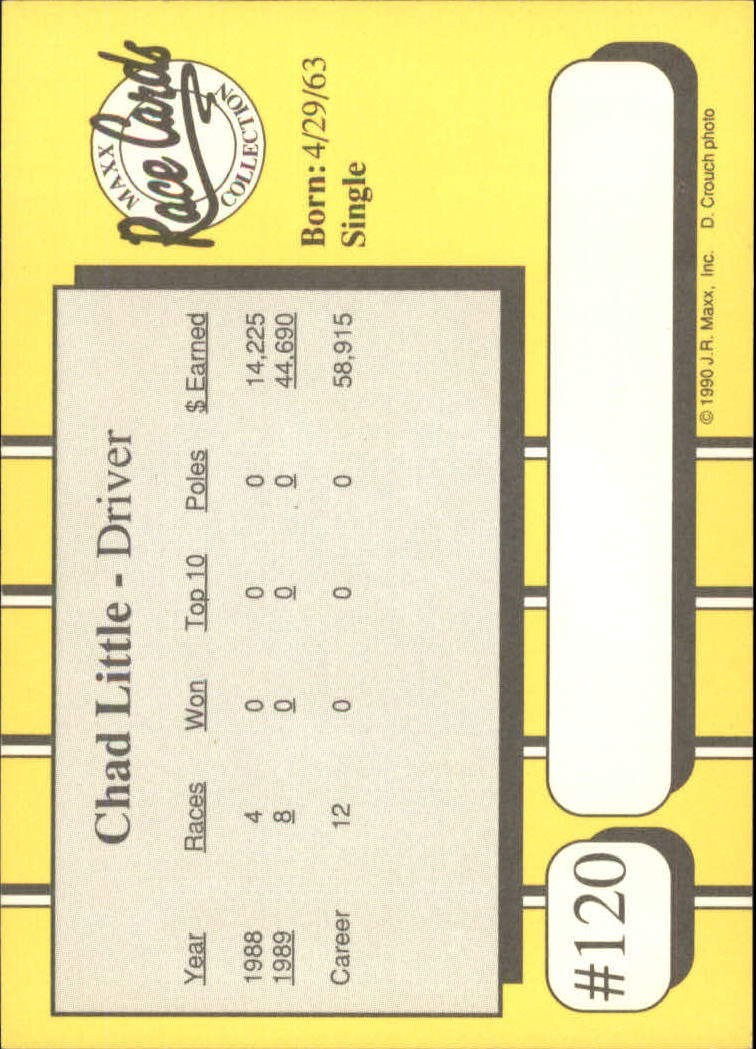 Chad Little - Driver
Year Races Won Top 10 Poles $ Earned
1988 4 0 0 0 14,225
1989 8 0 0 0 44,690
Career 12 0 0 0 58,915
MAXX
Race Cards
COLLECTION
Born: 4/29/63
Single
#120
© 1990 J.R. Maxx, Inc. D. Crouch photo